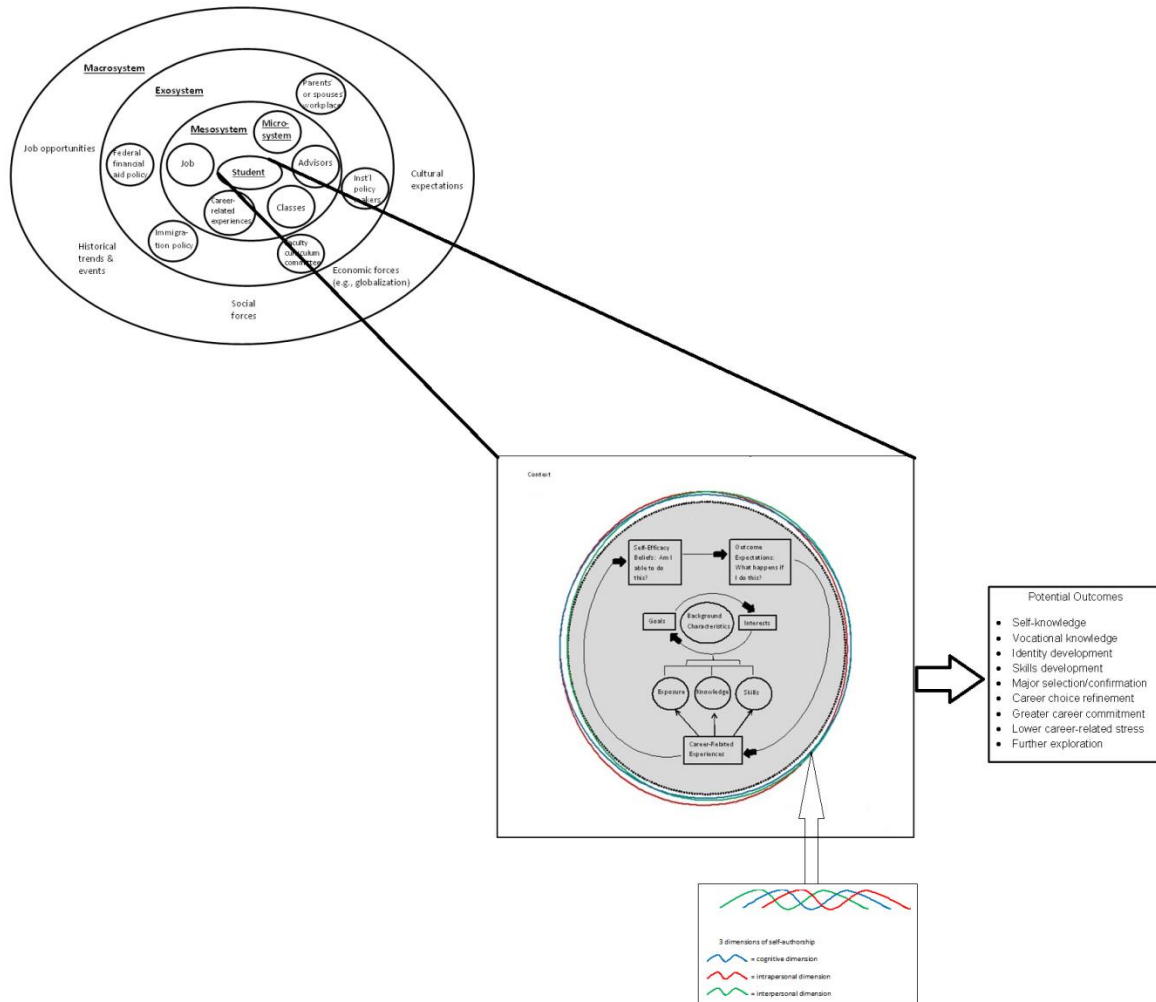 Macrosystem
Exosystem
Parents'
or spouses'
workplace
Micro-
system
Mesosystem
Job opportunities
Federal
financial
aid policy
Job
Student
Advisors
Inst'l
policy
makers
Cultural
expectations
Career-
related
experiences
Classes
Immigra-
tion policy
Faculty
curriculum
committee
Historical
trends &
events
Economic forces
(e.g., globalization)
Social
forces
Context
Self-Efficacy
Beliefs: Am I
able to do
this?
Outcome
Expectations:
What happens if
I do this?
Goals
Background
Characteristics
Interests
Exposure
Knowledge
Skills
Career-Related
Experiences
Potential Outcomes
• Self-knowledge
• Vocational knowledge
• Identity development
• Skills development
• Major selection/confirmation
• Career choice refinement
• Greater career commitment
• Lower career-related stress
• Further exploration
3 dimensions of self-authorship
= cognitive dimension
= intrapersonal dimension
= interpersonal dimension